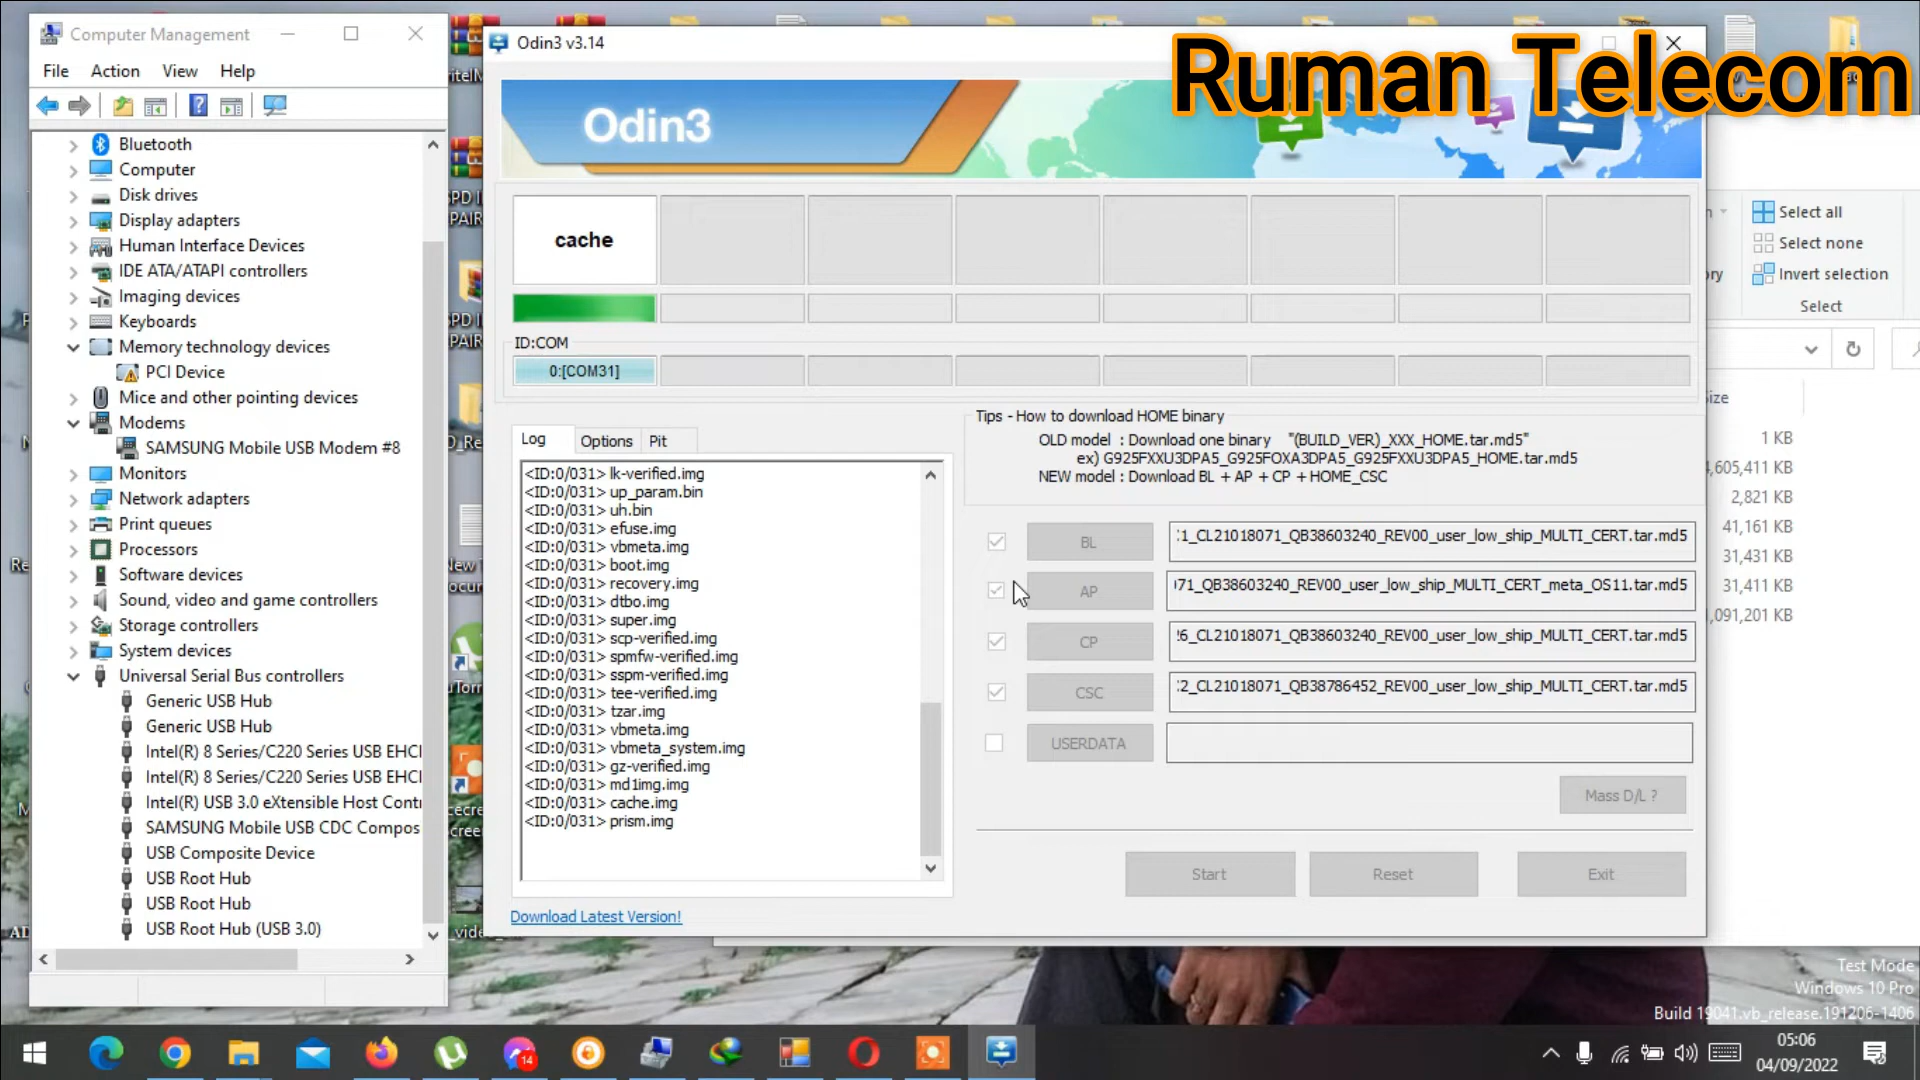 Computer Management
File Action View Help
Bluetooth
Computer
Disk drives
Display adapters
Human Interface Devices
IDE ATA/ATAPI controllers
Imaging devices
Keyboards
Memory technology devices
PCI Device
Mice and other pointing devices
Modems
SAMSUNG Mobile USB Modem #8
Monitors
Network adapters
Print queues
Processors
Software devices
Sound, video and game controllers
Storage controllers
System devices
Universal Serial Bus controllers
Generic USB Hub
Generic USB Hub
Intel(R) 8 Series/C220 Series USB EHCI
Intel(R) 8 Series/C220 Series USB EHCI
Intel(R) USB 3.0 eXtensible Host Contr
SAMSUNG Mobile USB CDC Compos
USB Composite Device
USB Root Hub
USB Root Hub
USB Root Hub (USB 3.0)
Odin3 v3.14
Ruman Telecom
Odin3
cache
ID:COM
0:[COM31]
Log Options Pit
<ID:0/031> lk-verified.img
<ID:0/031> up_param.bin
<ID:0/031> uh.bin
<ID:0/031> efuse.img
<ID:0/031> vbmeta.img
<ID:0/031> boot.img
<ID:0/031> recovery.img
<ID:0/031> dtbo.img
<ID:0/031> super.img
<ID:0/031> scp-verified.img
<ID:0/031> spmfw-verified.img
<ID:0/031> sspm-verified.img
<ID:0/031> tee-verified.img
<ID:0/031> tzar.img
<ID:0/031> vbmeta.img
<ID:0/031> vbmeta_system.img
<ID:0/031> gz-verified.img
<ID:0/031> md1img.img
<ID:0/031> cache.img
<ID:0/031> prism.img
Download Latest Version!
Tips - How to download HOME binary
OLD model : Download one binary "(BUILD_VER)_XXX_HOME.tar.md5"
ex) G925FXXU3DPA5_G925FOXA3DPA5_G925FXXU3DPA5_HOME.tar.md5
NEW model : Download BL + AP + CP + HOME_CSC
BL
1_CL21018071_QB38603240_REV00_user_low_ship_MULTI_CERT.tar.md5
AP
71_QB38603240_REV00_user_low_ship_MULTI_CERT_meta_OS11.tar.md5
CP
6_CL21018071_QB38603240_REV00_user_low_ship_MULTI_CERT.tar.md5
CSC
2_CL21018071_QB38786452_REV00_user_low_ship_MULTI_CERT.tar.md5
USERDATA
Mass D/L ?
Start Reset Exit
Select all
Select none
Invert selection
Select
1 KB
,605,411 KB
2,821 KB
41,161 KB
31,431 KB
31,411 KB
,091,201 KB
Test Mode
Windows 10 Pro
Build 19041.vb_release.191206-1406
14
05:06
04/09/2022